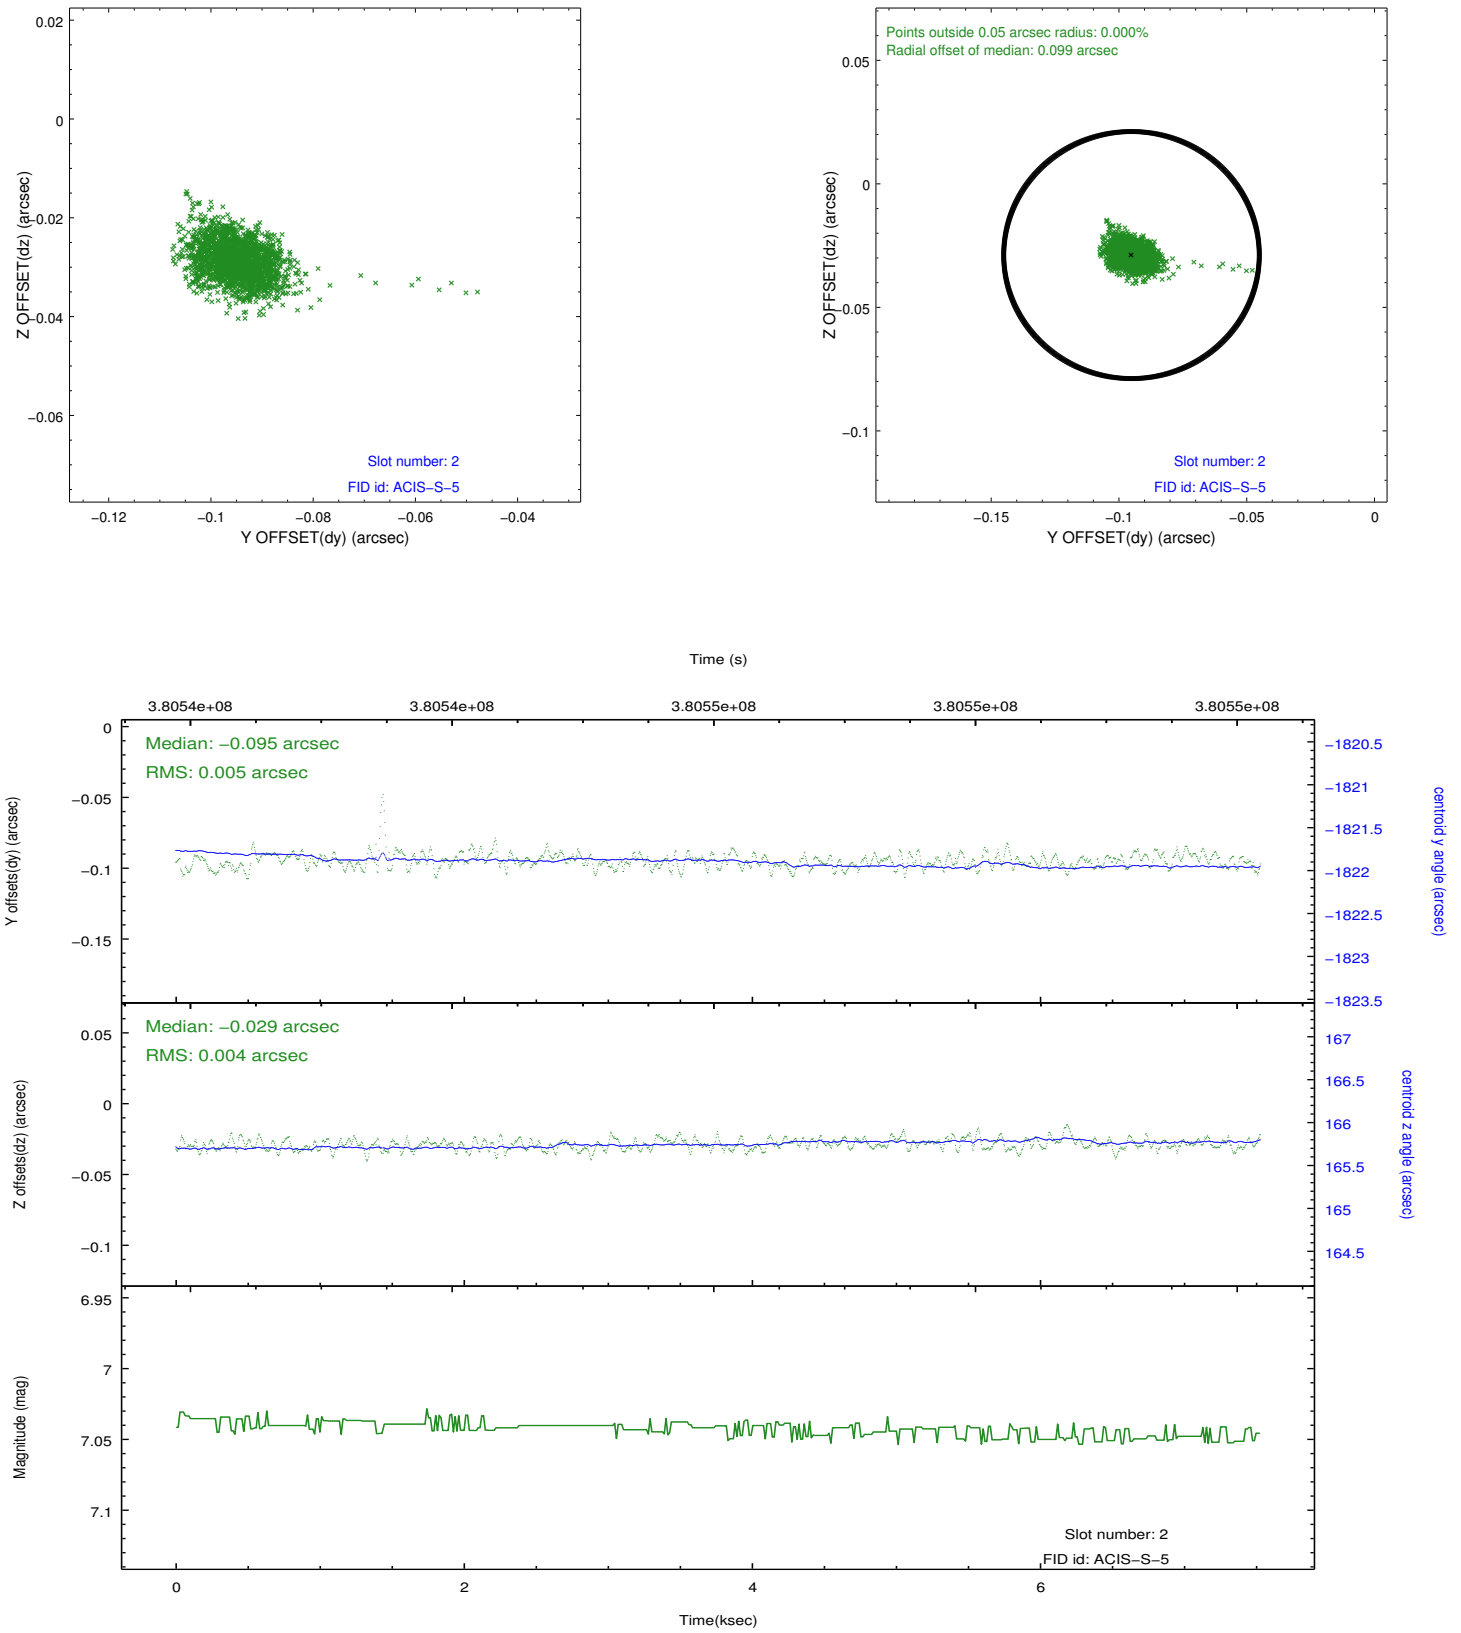 0.02
0
−0.02
−0.04
−0.06
Z OFFSET(dz) (arcsec)
Slot number: 2
FID id: ACIS−S−5
−0.12 −0.1 −0.08 −0.06 −0.04
Y OFFSET(dy) (arcsec)
Points outside 0.05 arcsec radius: 0.000%
Radial offset of median: 0.099 arcsec
0.05
0
−0.05
−0.1
Z OFFSET(dz) (arcsec)
Slot number: 2
FID id: ACIS−S−5
−0.15 −0.1 −0.05 0
Y OFFSET(dy) (arcsec)
Time (s)
3.8054e+08 3.8054e+08 3.8055e+08 3.8055e+08 3.8055e+08
Median: −0.095 arcsec
RMS: 0.005 arcsec
0
−0.05
−0.1
−0.15
Y offsets(dy) (arcsec)
−1820.5
−1821
−1821.5
−1822
−1822.5
−1823
−1823.5
centroid y angle (arcsec)
Median: −0.029 arcsec
RMS: 0.004 arcsec
0.05
0
−0.05
−0.1
Z offsets(dz) (arcsec)
167
166.5
166
165.5
165
164.5
centroid z angle (arcsec)
6.95
7
7.05
7.1
Magnitude (mag)
Slot number: 2
FID id: ACIS−S−5
0 2 4 6
Time(ksec)